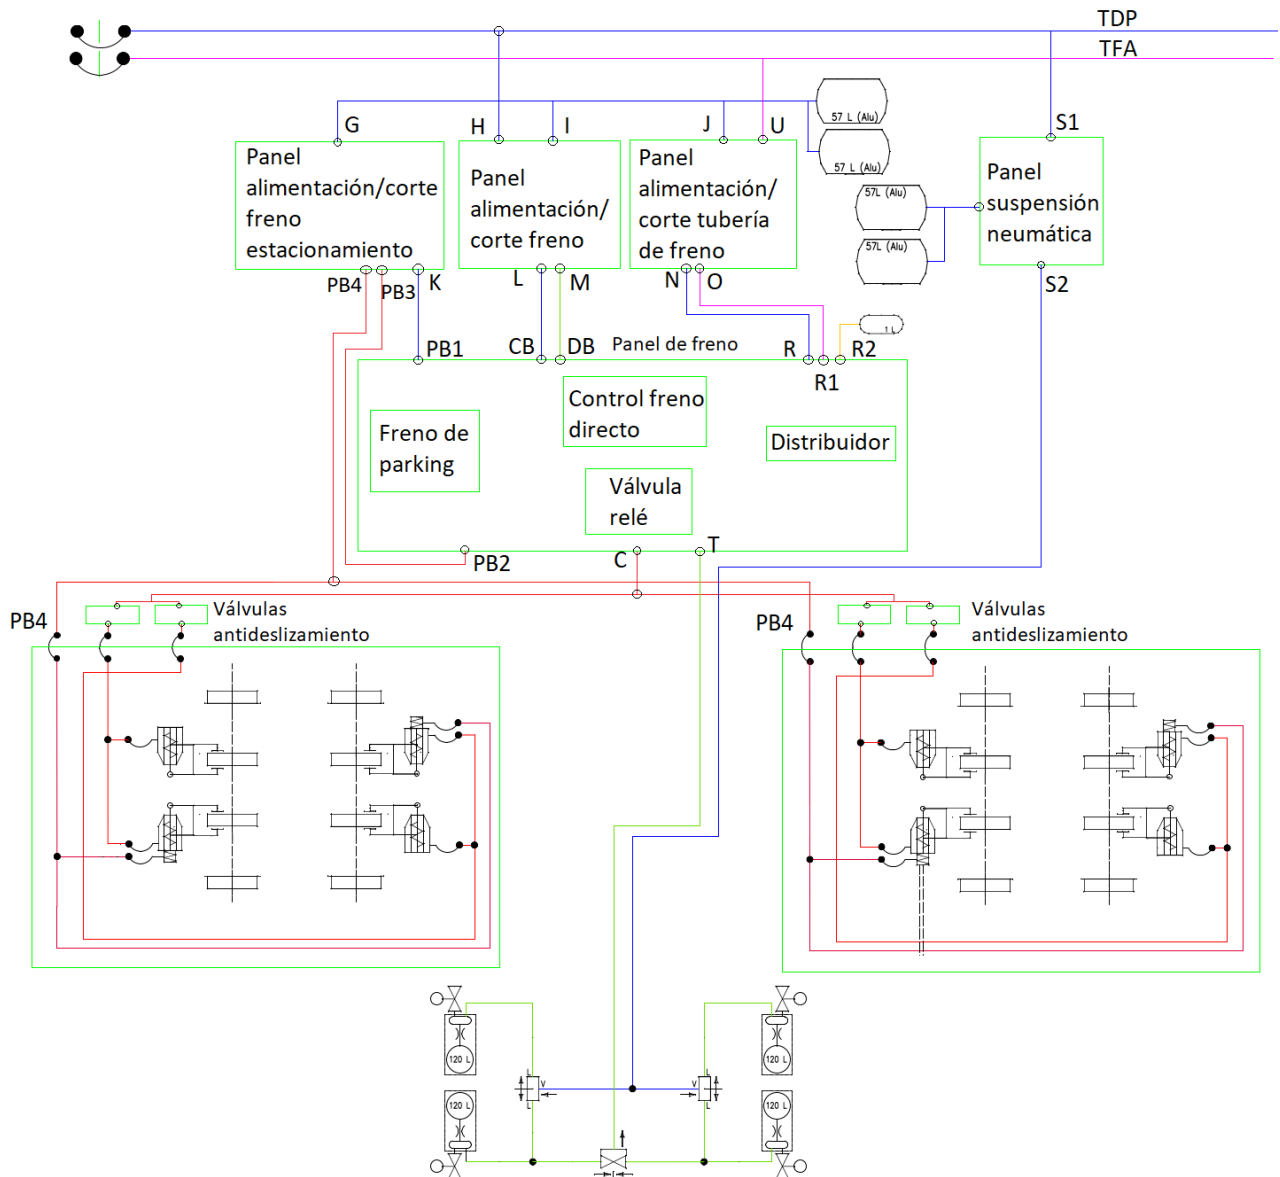 TDP
TFA
57 L (Alu)
57 L (Alu)
G
H
I
J
U
S1
Panel
alimentación/corte
freno
estacionamiento
Panel
alimentación/
corte freno
Panel
alimentación/
corte tubería
de freno
57L (Alu)
57L (Alu)
Panel
suspensión
neumática
PB4
PB3
K
L
M
N
O
S2
1 L
PB1
CB
DB
Panel de freno
R
R2
R1
Control freno
directo
Freno de
parking
Distribuidor
Válvula
relé
PB2
C
T
PB4
Válvulas
antideslizamiento
PB4
Válvulas
antideslizamiento
120 L
120 L
L
V
L
L
V
L
120 L
120 L